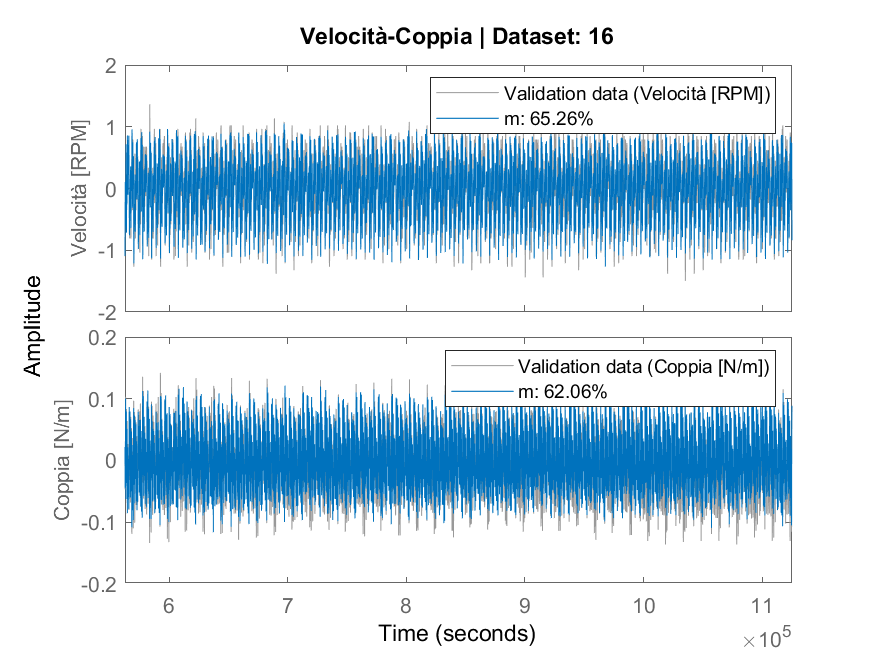 Velocità-Coppia | Dataset: 16
Amplitude
Velocità [RPM]
2
1
0
-1
-2
Validation data (Velocità [RPM])
m: 65.26%
Coppia [N/m]
0.2
0.1
0
-0.1
-0.2
Validation data (Coppia [N/m])
m: 62.06%
6 7 8 9 10 11
Time (seconds)
×10⁵